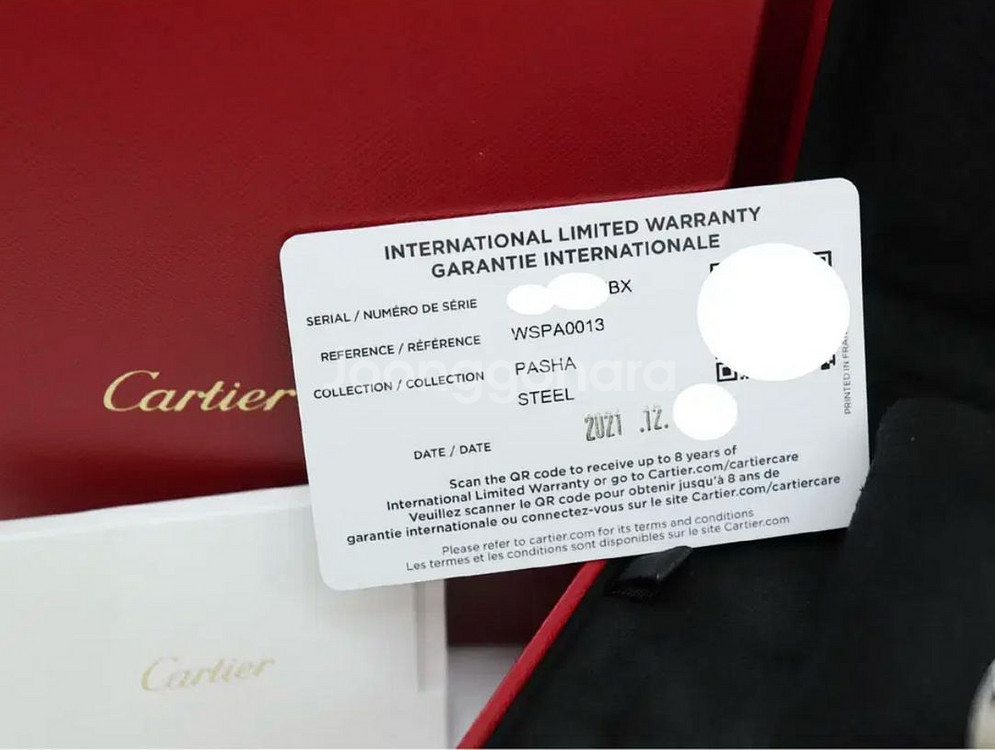 INTERNATIONAL LIMITED WARRANTY
GARANTIE INTERNATIONALE
SERIAL / NUMÉRO DE SÉRIE BX
REFERENCE / RÉFÉRENCE WSPA0013
COLLECTION / COLLECTION PASHA
STEEL
DATE / DATE 2021 .12.
Scan the QR code to receive up to 8 years of
International Limited Warranty or go to Cartier.com/cartiercare
Veuillez scanner le QR code pour obtenir jusqu'à 8 ans de
garantie internationale ou connectez-vous sur le site Cartier.com/cartiercare
Please refer to cartier.com for its terms and conditions
Les termes et les conditions sont disponibles sur le site Cartier.com
PRINTED IN
Cartier
Cartier